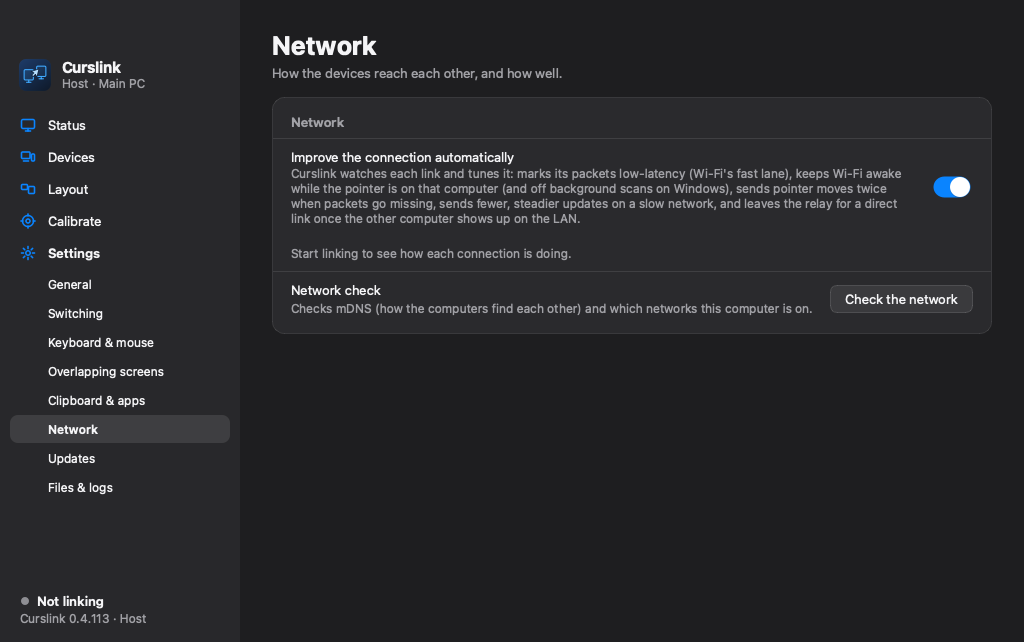 Curslink
Host · Main PC
Status
Devices
Layout
Calibrate
Settings
General
Switching
Keyboard & mouse
Overlapping screens
Clipboard & apps
Network
Updates
Files & logs
Not linking
Curslink 0.4.113 · Host
Network
How the devices reach each other, and how well.
Network
Improve the connection automatically
Curslink watches each link and tunes it: marks its packets low-latency (Wi-Fi's fast lane), keeps Wi-Fi awake
while the pointer is on that computer (and off background scans on Windows), sends pointer moves twice
when packets go missing, sends fewer, steadier updates on a slow network, and leaves the relay for a direct
link once the other computer shows up on the LAN.
Start linking to see how each connection is doing.
Network check
Checks mDNS (how the computers find each other) and which networks this computer is on.
Check the network